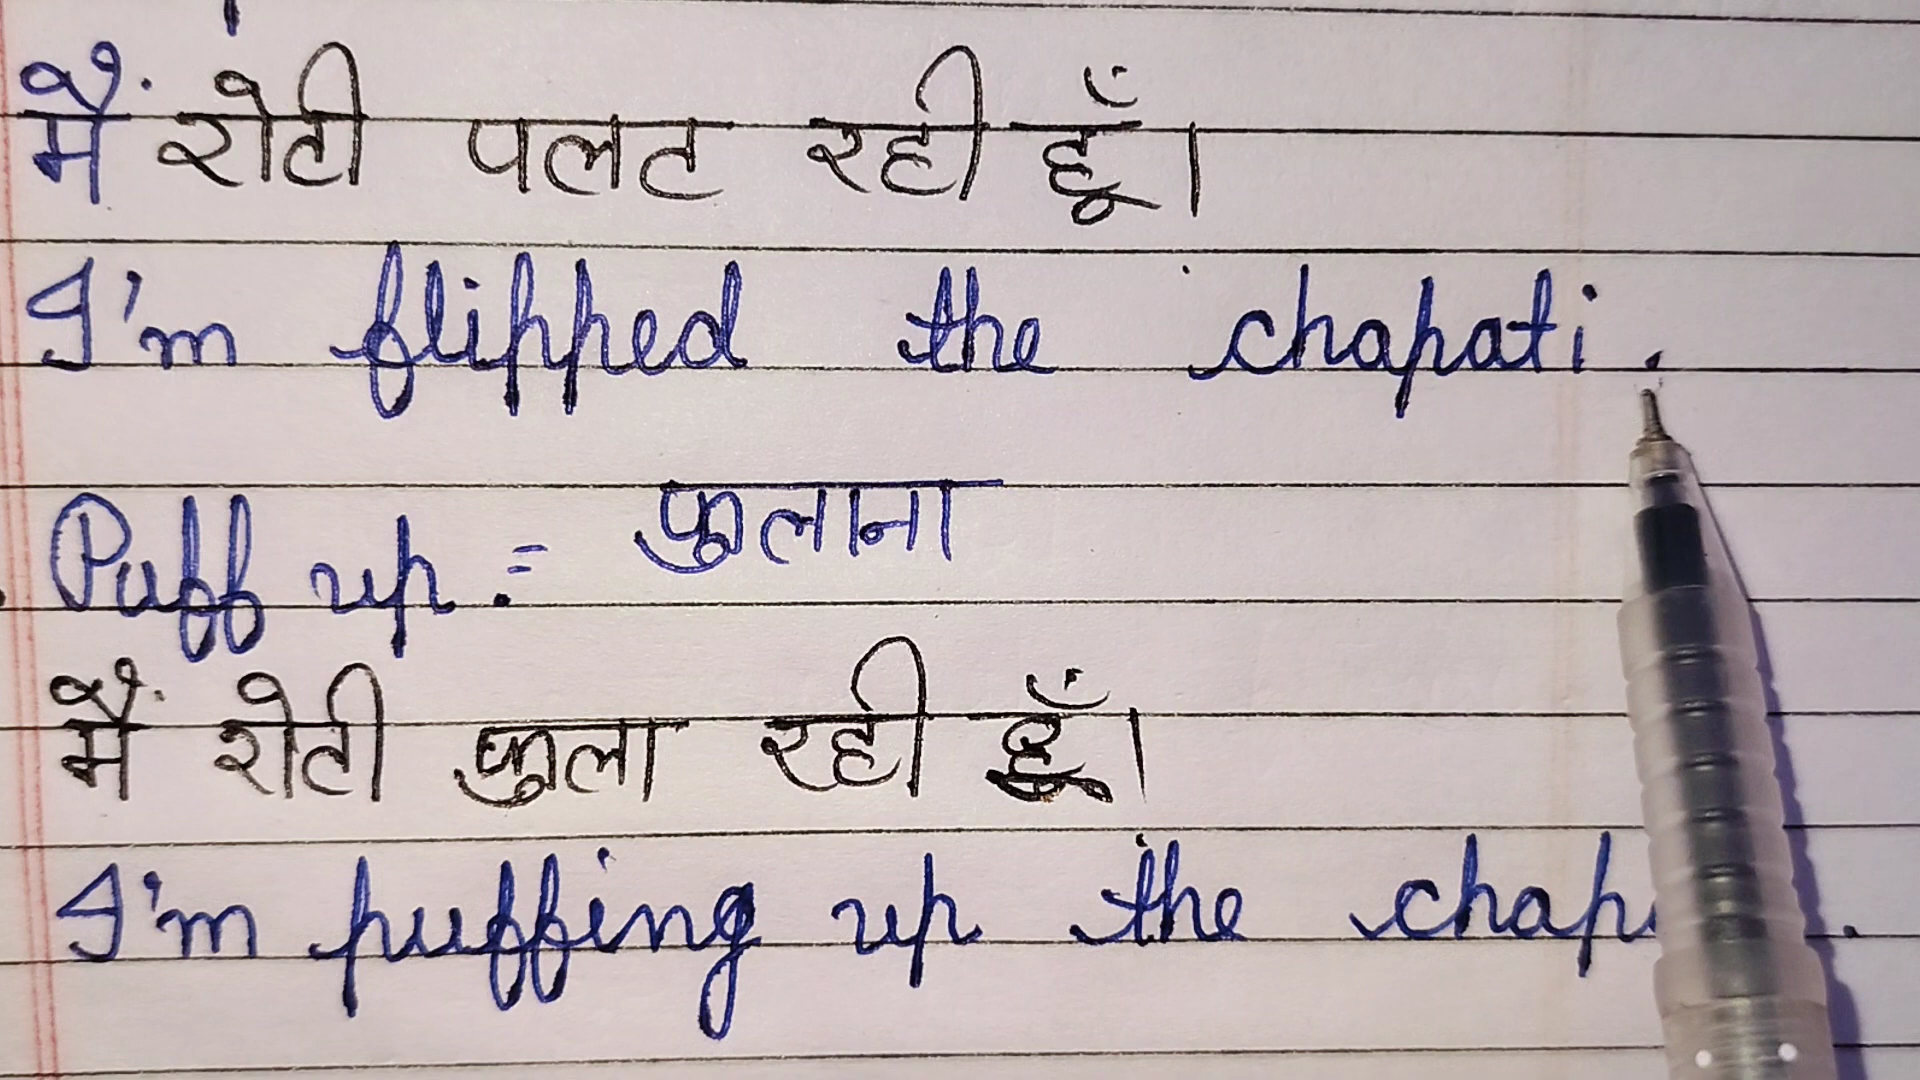 मैं रोटी पलट रही हूँ।
I'm flipped the chapati.
Puff up := फुलाना
मैं रोटी फुला रही हूँ।
I'm puffing up the